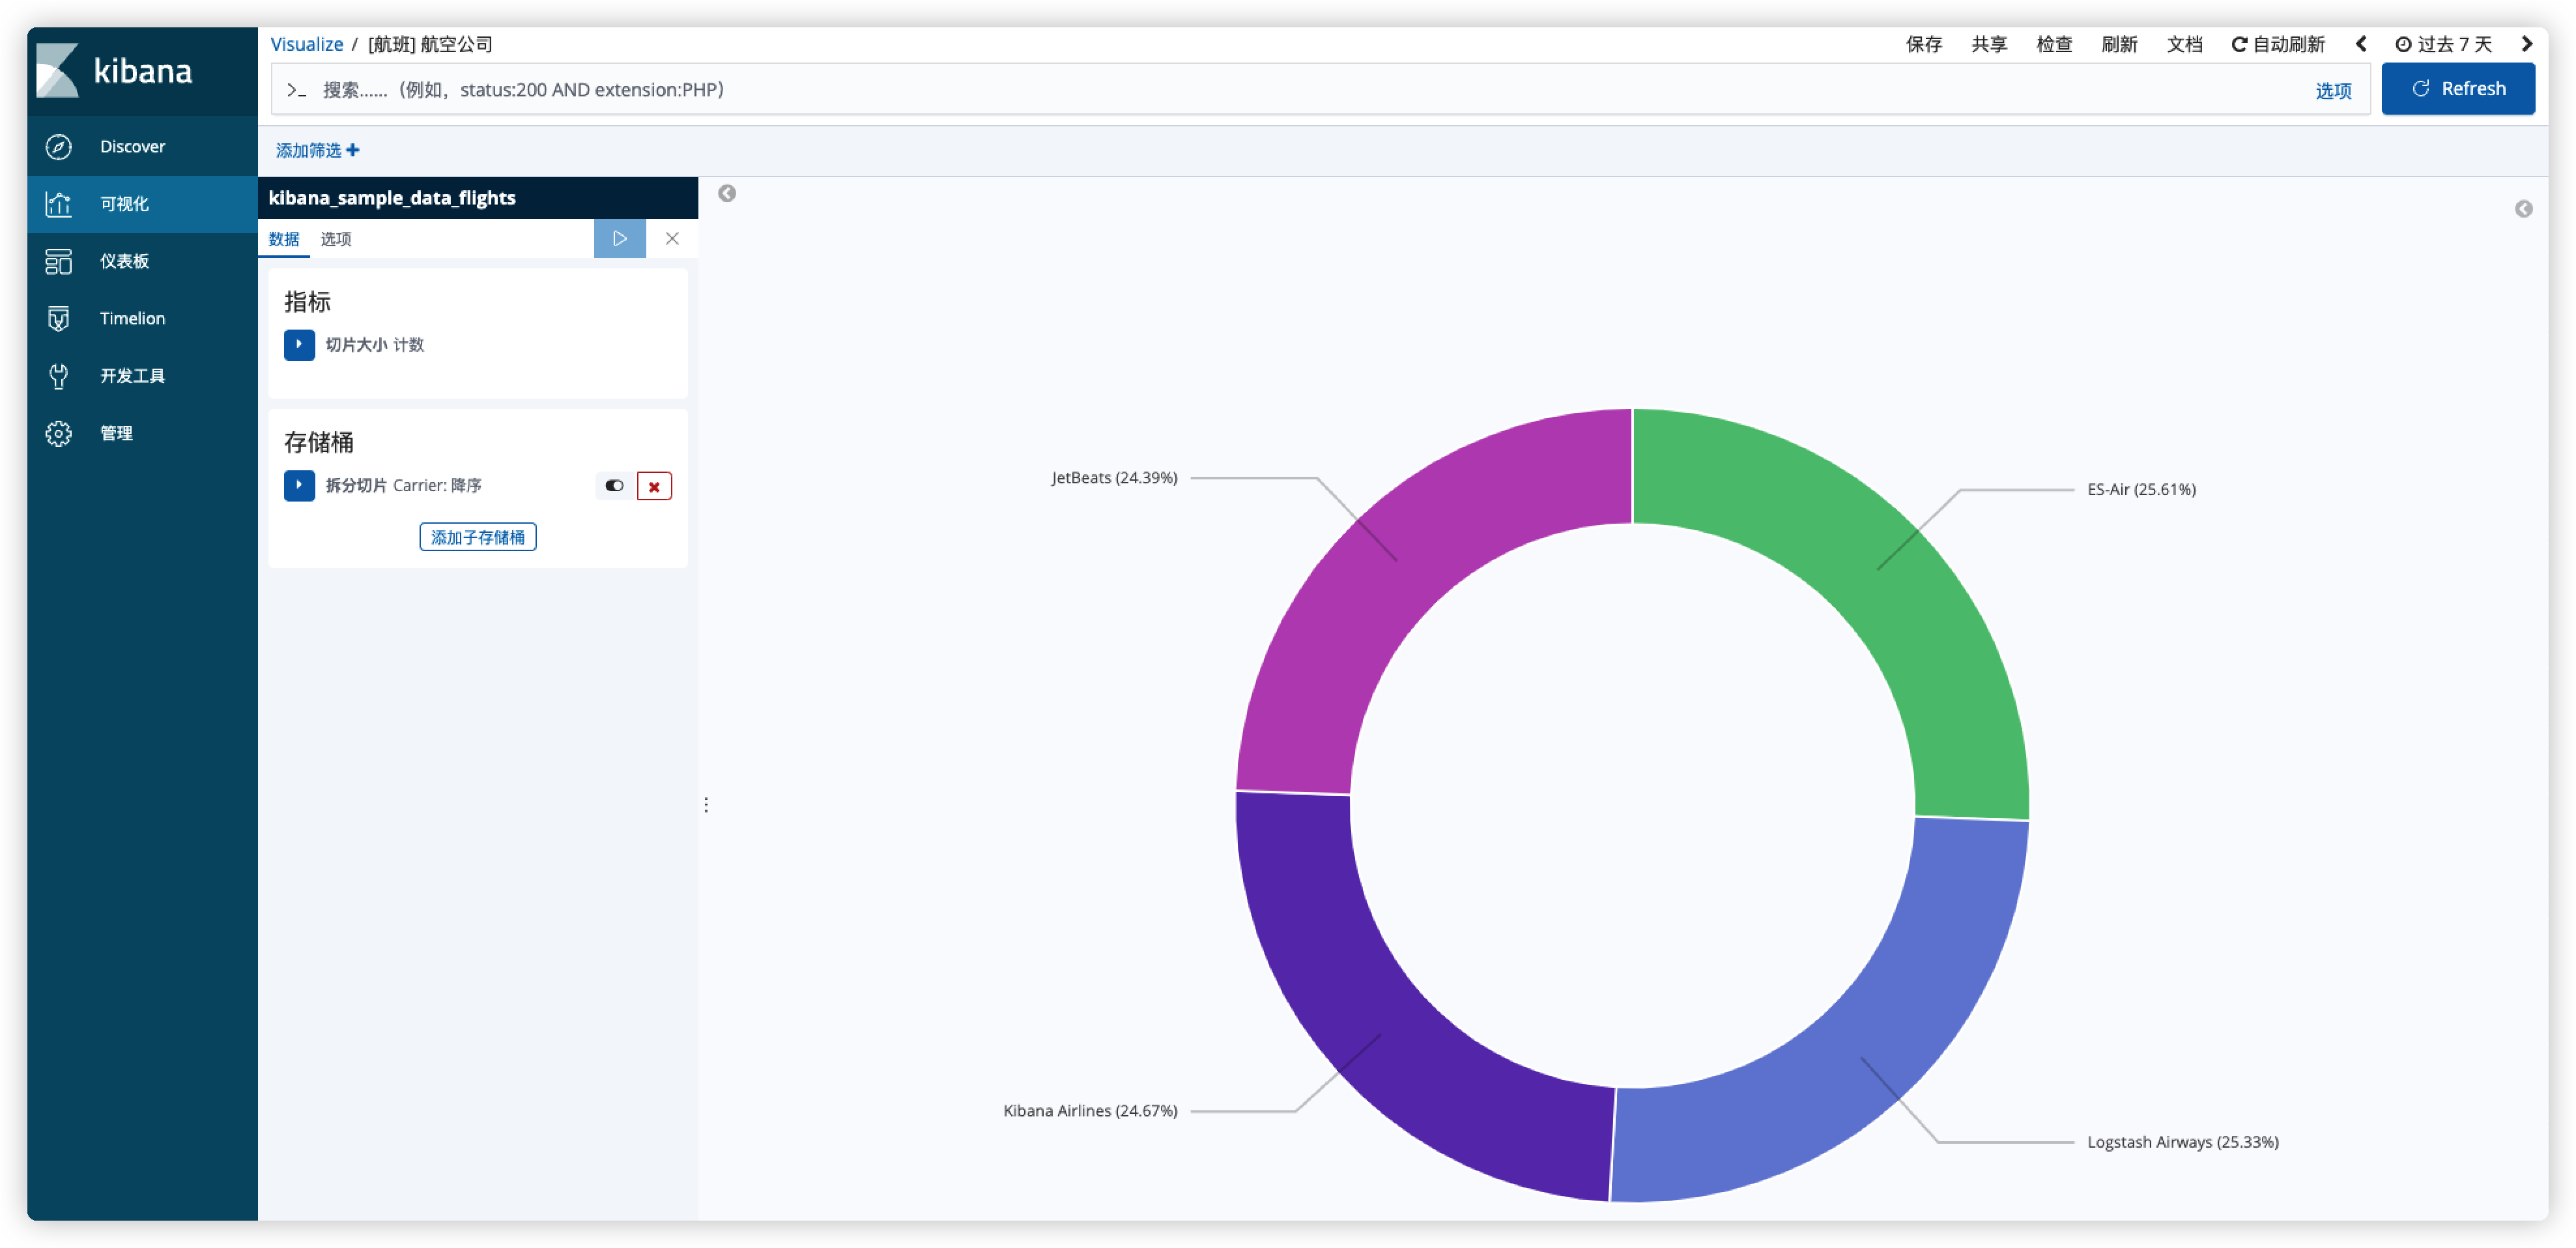 kibana
Discover
可视化
仪表板
Timelion
开发工具
管理
Visualize / [航班] 航空公司
保存 共享 检查 刷新 文档 自动刷新 过去 7 天
>_ 搜索……（例如，status:200 AND extension:PHP） 选项
Refresh
添加筛选
kibana_sample_data_flights
数据 选项
指标
切片大小 计数
存储桶
拆分切片 Carrier: 降序
添加子存储桶
JetBeats (24.39%)
ES-Air (25.61%)
Kibana Airlines (24.67%)
Logstash Airways (25.33%)